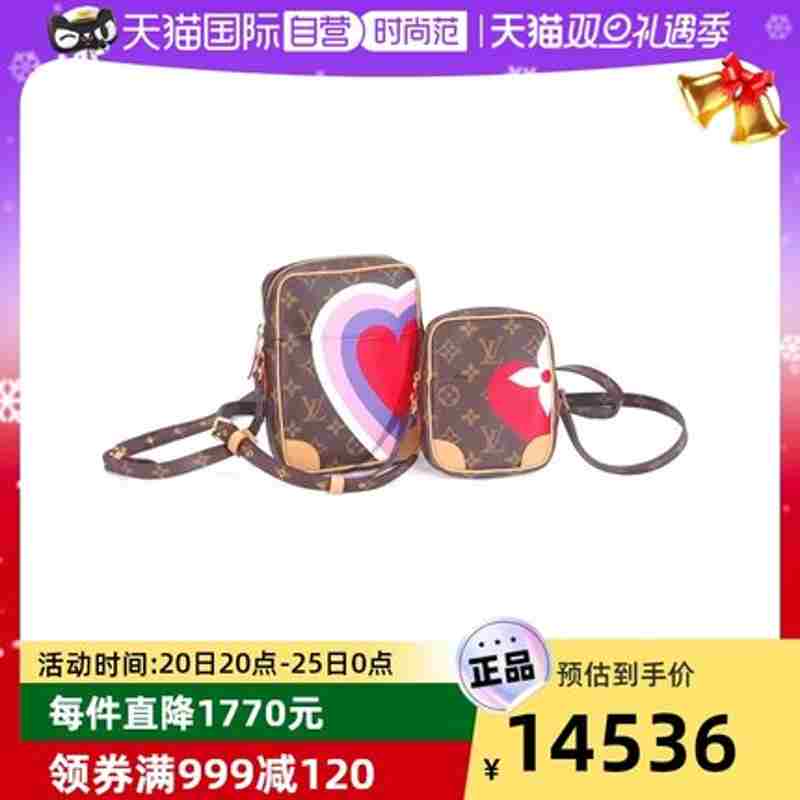 天猫国际 自营 时尚范 | 天猫双旦礼遇季
活动时间:20日20点-25日0点
正品
预估到手价
每件直降1770元
¥14536
领券满999减120